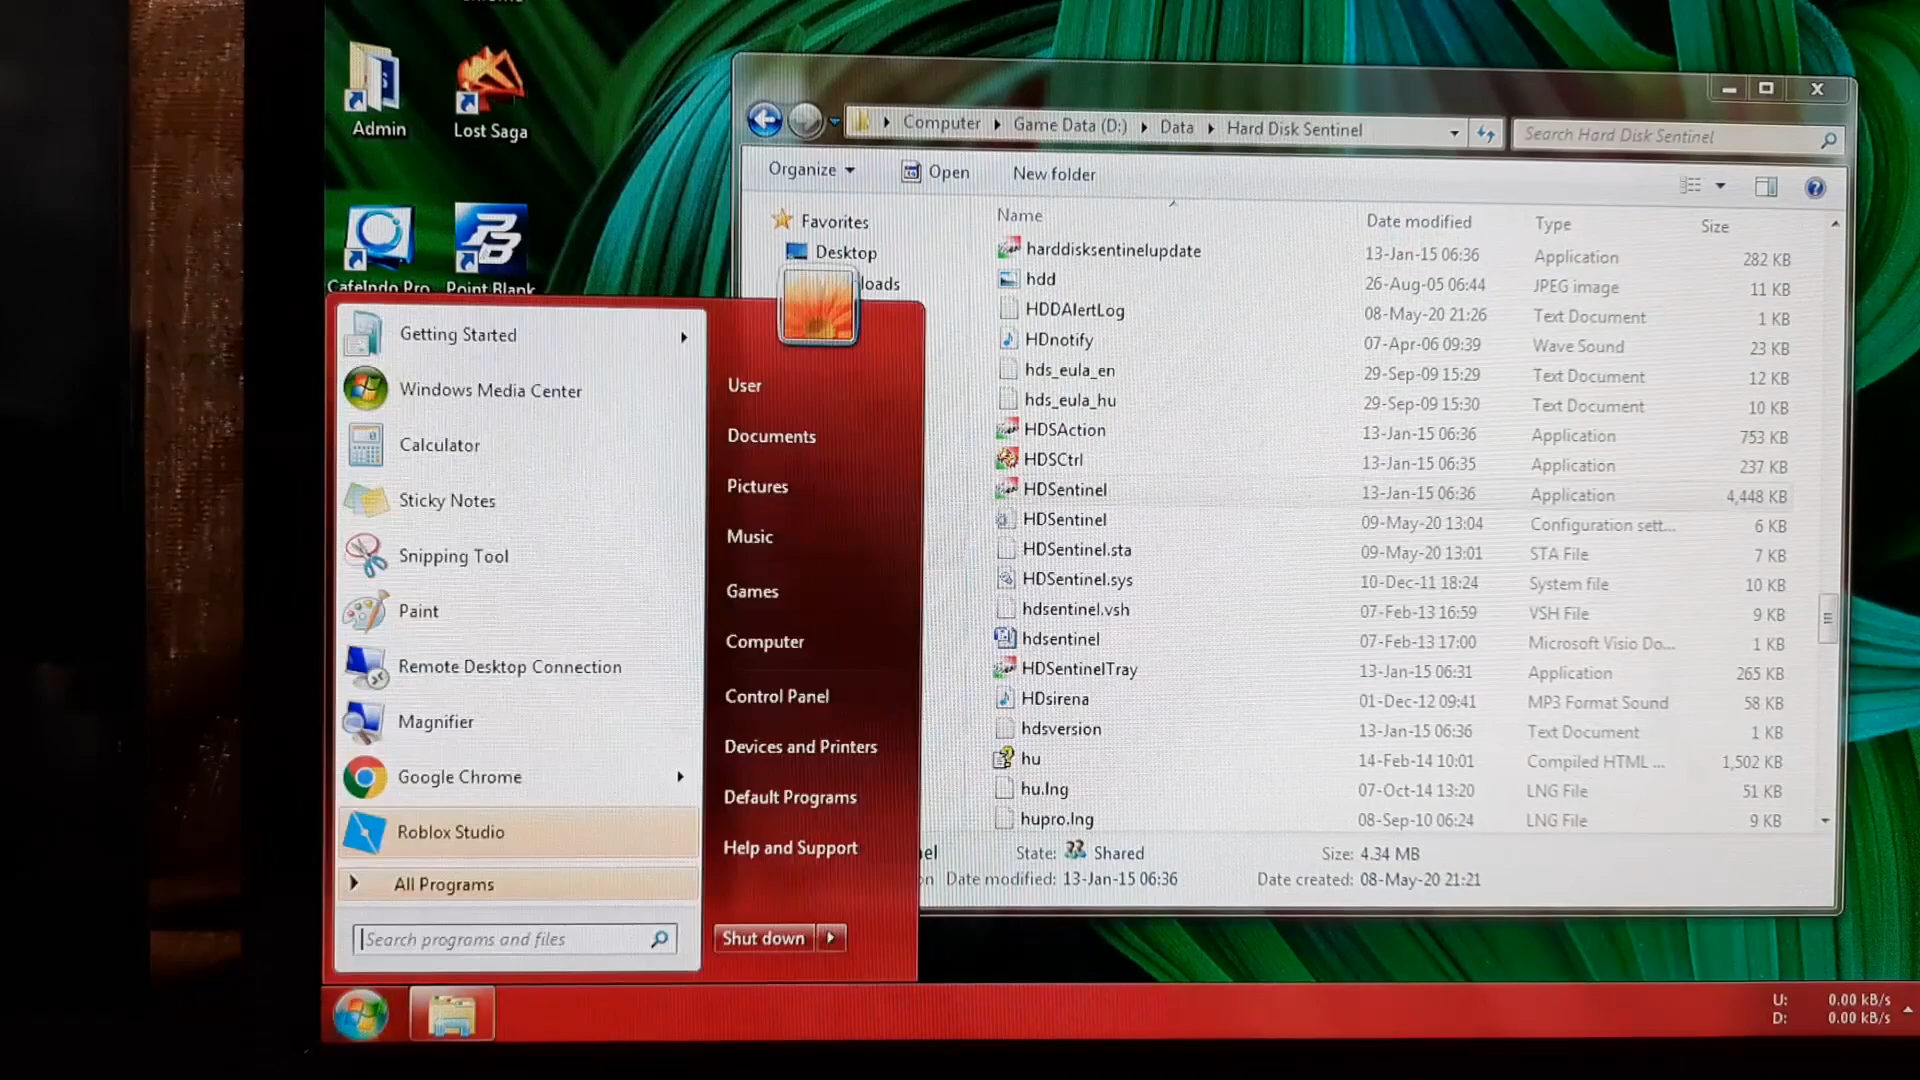 Admin
Lost Saga
CafeIndo Pro
Point Blank
Computer
Game Data (D:)
Data
Hard Disk Sentinel
Search Hard Disk Sentinel
Organize
Open
New folder
Favorites
Desktop
loads
Name
Date modified
Type
Size
harddisksentinelupdate 13-Jan-15 06:36 Application 282 KB
hdd 26-Aug-05 06:44 JPEG image 11 KB
HDDAlertLog 08-May-20 21:26 Text Document 1 KB
HDnotify 07-Apr-06 09:39 Wave Sound 23 KB
hds_eula_en 29-Sep-09 15:29 Text Document 12 KB
hds_eula_hu 29-Sep-09 15:30 Text Document 10 KB
HDSAction 13-Jan-15 06:36 Application 753 KB
HDSCtrl 13-Jan-15 06:35 Application 237 KB
HDSentinel 13-Jan-15 06:36 Application 4,448 KB
HDSentinel 09-May-20 13:04 Configuration sett... 6 KB
HDSentinel.sta 09-May-20 13:01 STA File 7 KB
HDSentinel.sys 10-Dec-11 18:24 System file 10 KB
hdsentinel.vsh 07-Feb-13 16:59 VSH File 9 KB
hdsentinel 07-Feb-13 17:00 Microsoft Visio Do... 1 KB
HDSentinelTray 13-Jan-15 06:31 Application 265 KB
HDsirena 01-Dec-12 09:41 MP3 Format Sound 58 KB
hdsversion 13-Jan-15 06:36 Text Document 1 KB
hu 14-Feb-14 10:01 Compiled HTML ... 1,502 KB
hu.lng 07-Oct-14 13:20 LNG File 51 KB
hupro.lng 08-Sep-10 06:24 LNG File 9 KB
el State: Shared Size: 4.34 MB
on Date modified: 13-Jan-15 06:36 Date created: 08-May-20 21:21
Getting Started
Windows Media Center
Calculator
Sticky Notes
Snipping Tool
Paint
Remote Desktop Connection
Magnifier
Google Chrome
Roblox Studio
All Programs
Search programs and files
User
Documents
Pictures
Music
Games
Computer
Control Panel
Devices and Printers
Default Programs
Help and Support
Shut down
U: 0.00 kB/s
D: 0.00 kB/s